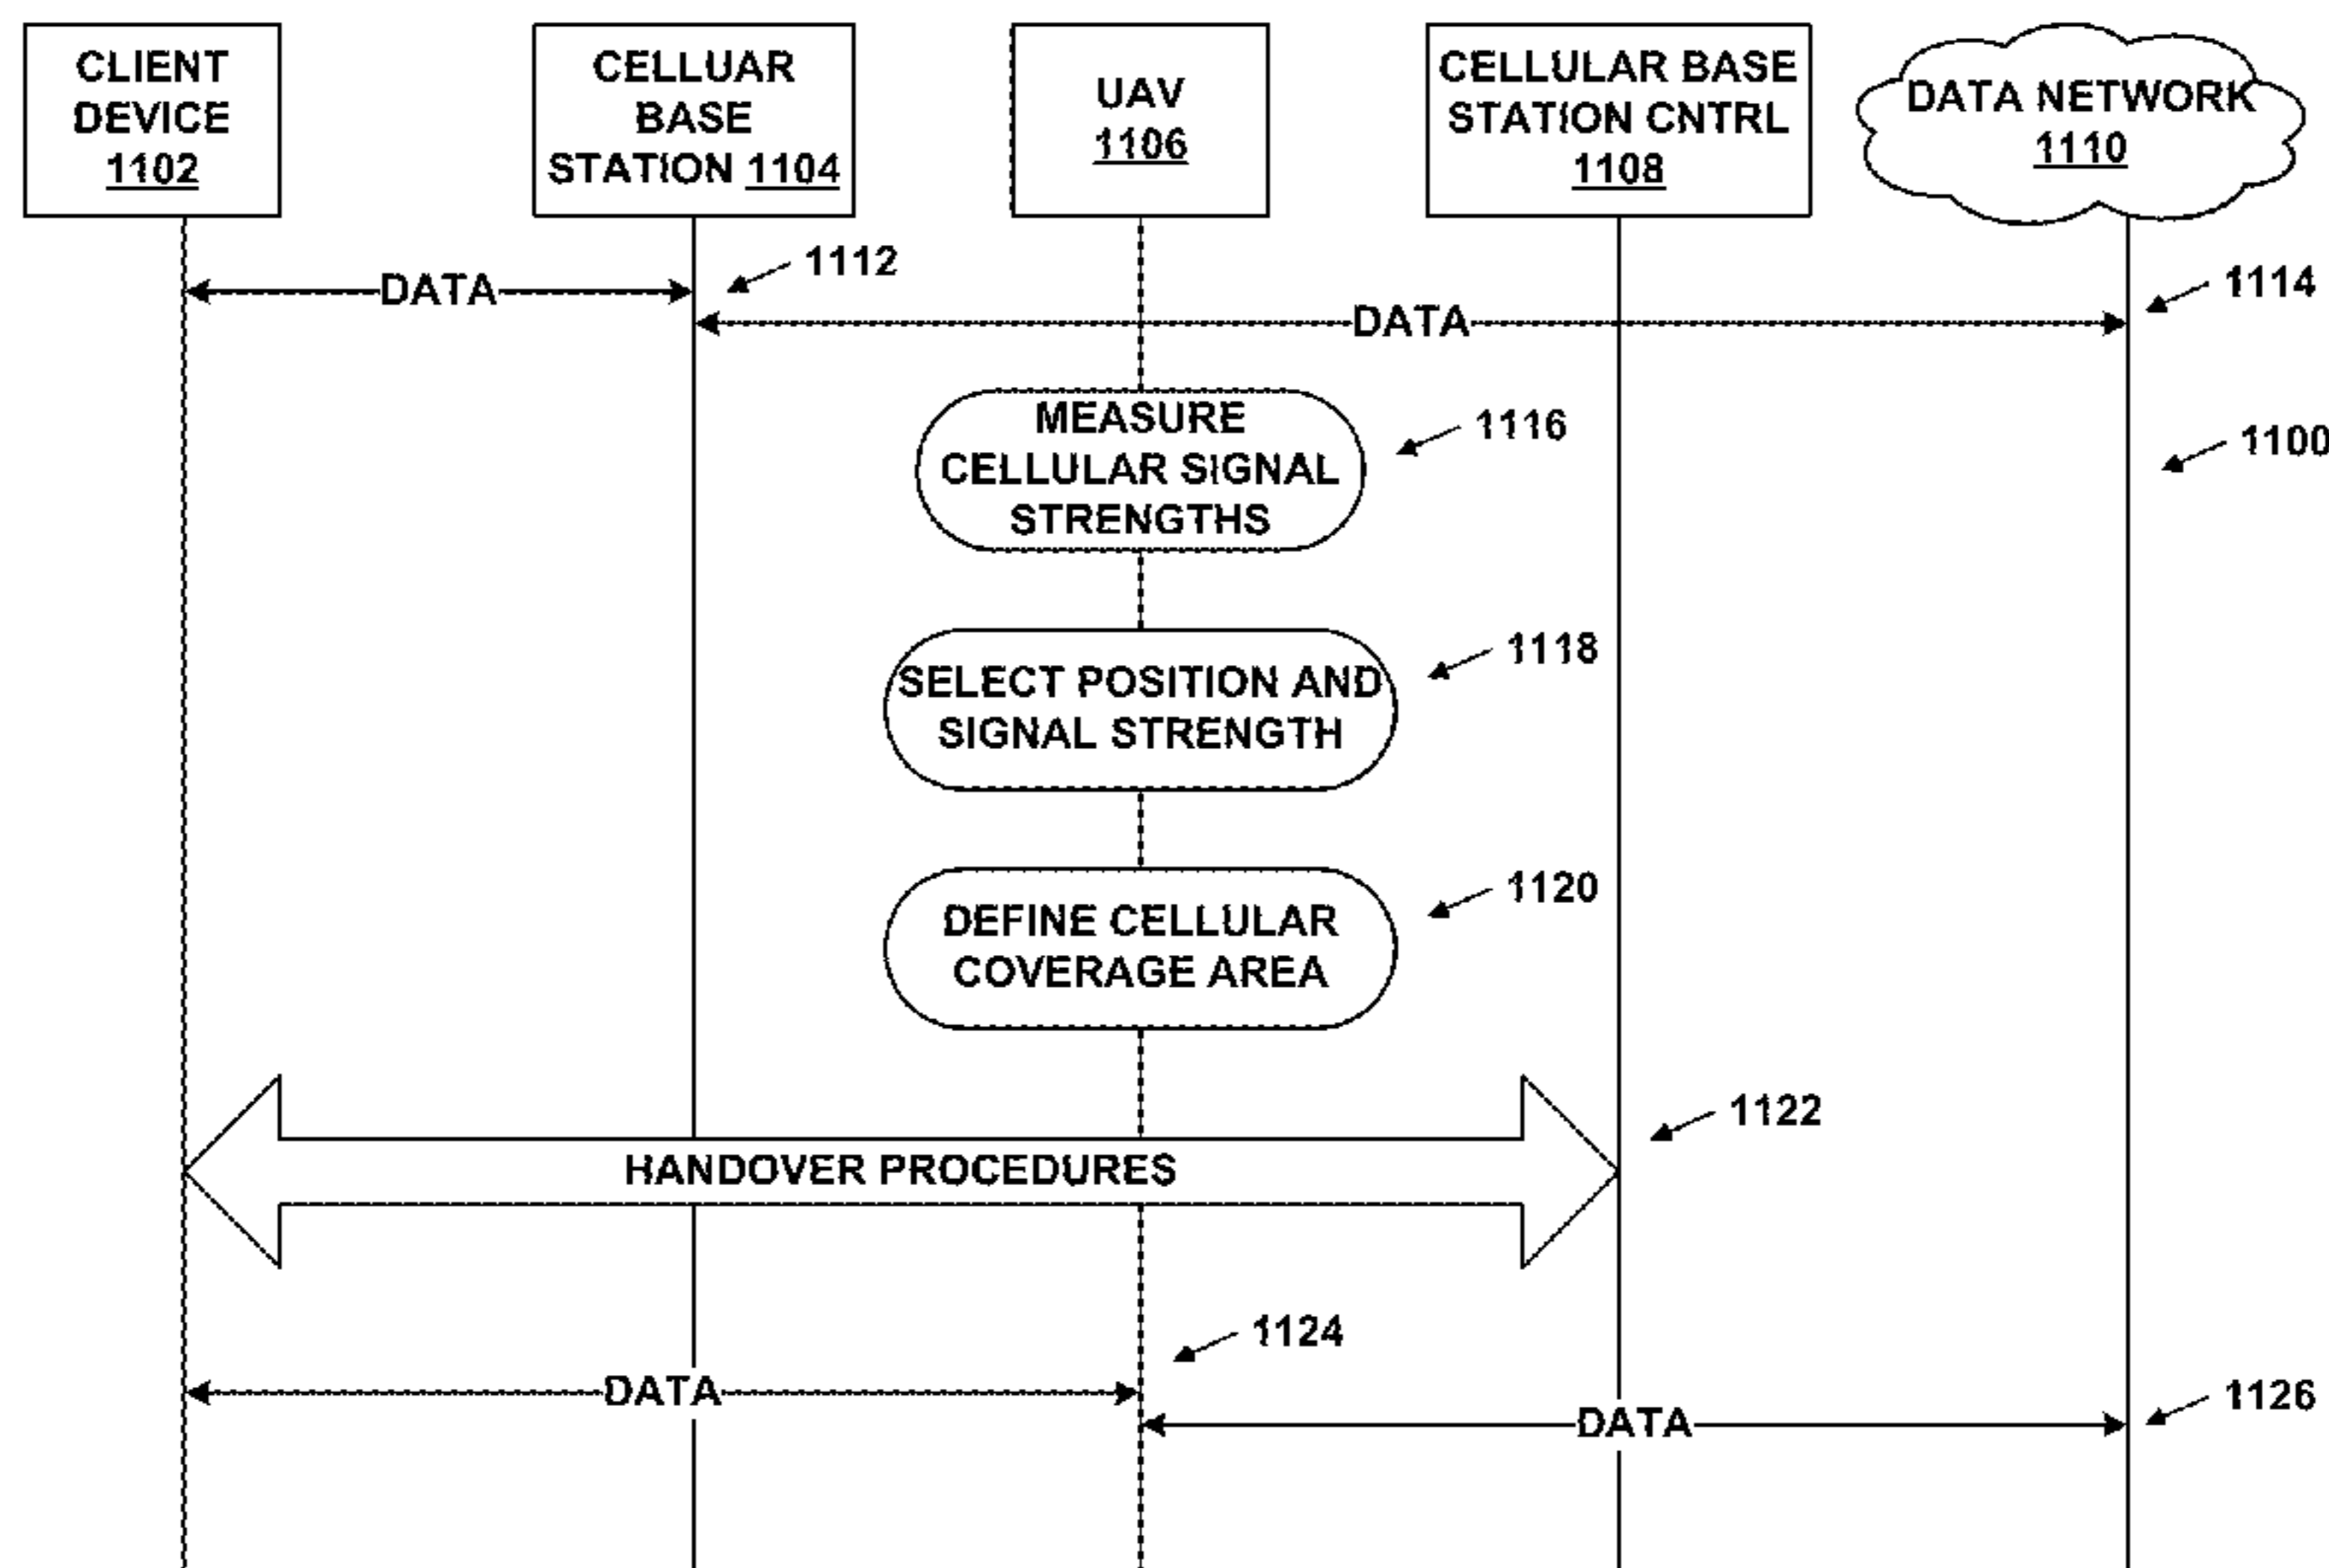 CLIENT
DEVICE
1102
CELLUAR
BASE
STATION 1104
UAV
1106
CELLULAR BASE
STATION CNTRL
1108
DATA NETWORK
1110
1112
DATA
1114
DATA
MEASURE
CELLULAR SIGNAL
STRENGTHS
1116
1100
SELECT POSITION AND
SIGNAL STRENGTH
1118
DEFINE CELLULAR
COVERAGE AREA
1120
1122
HANDOVER PROCEDURES
1124
DATA
1126
DATA